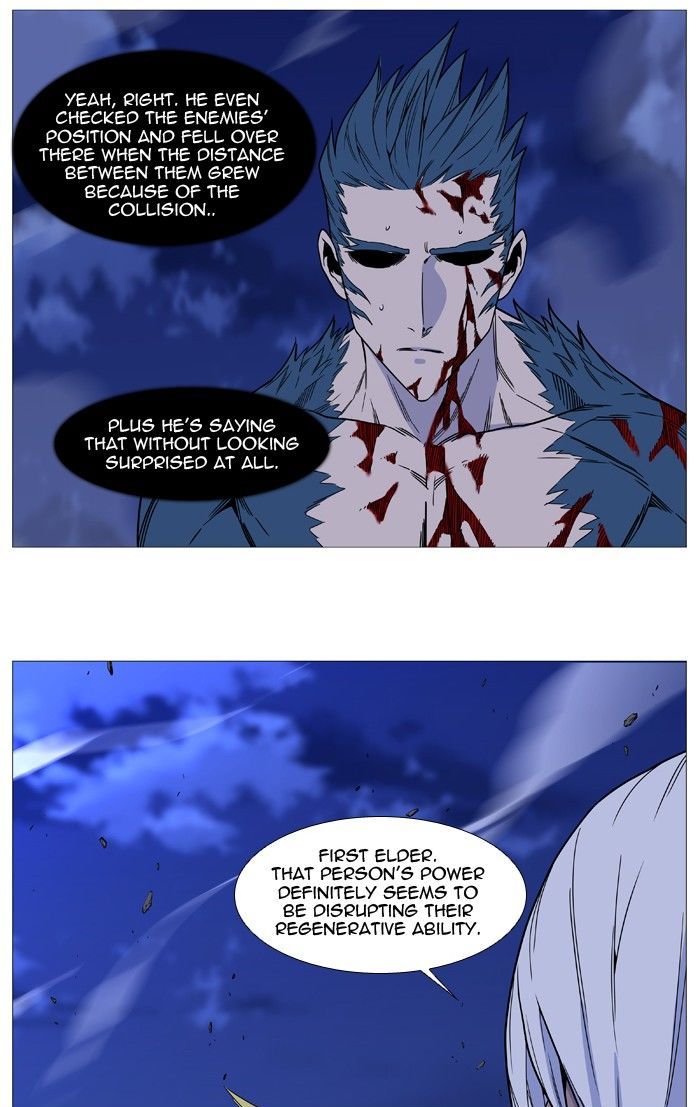 YEAH, RIGHT. HE EVEN
CHECKED THE ENEMIES'
POSITION AND FELL OVER
THERE WHEN THE DISTANCE
BETWEEN THEM GREW
BECAUSE OF THE
COLLISION..
PLUS HE'S SAYING
THAT WITHOUT LOOKING
SURPRISED AT ALL.
FIRST ELDER.
THAT PERSON'S POWER
DEFINITELY SEEMS TO
BE DISRUPTING THEIR
REGENERATIVE ABILITY.